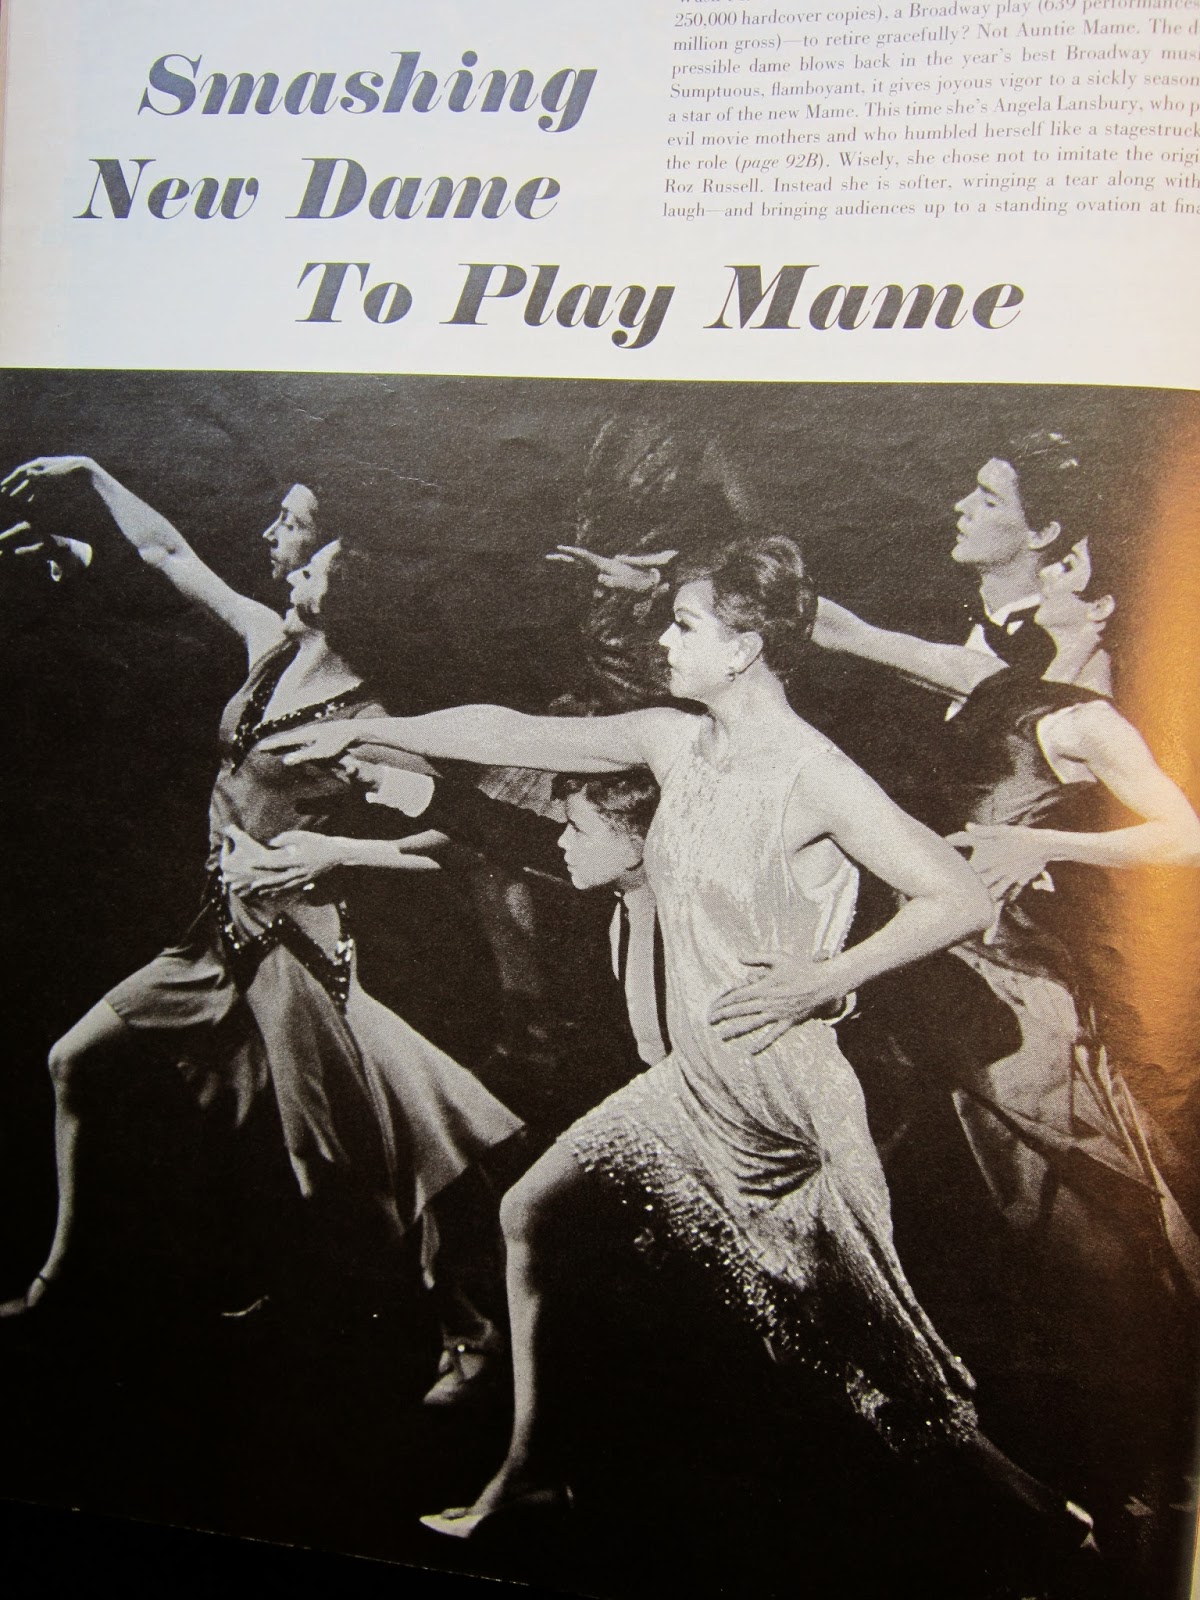 Smashing
New Dame
To Play Mame
250,000 hardcover copies), a Broadway play (639 performances
million gross)—to retire gracefully? Not Auntie Mame. The
pressible dame blows back in the year's best Broadway
Sumptuous, flamboyant, it gives joyous vigor to a sickly season
a star of the new Mame. This time she's Angela Lansbury, who
evil movie mothers and who humbled herself like a stagestruck
the role (page 92B). Wisely, she chose not to imitate the
Roz Russell. Instead she is softer, wringing a tear along with
laugh—and bringing audiences up to a standing ovation at